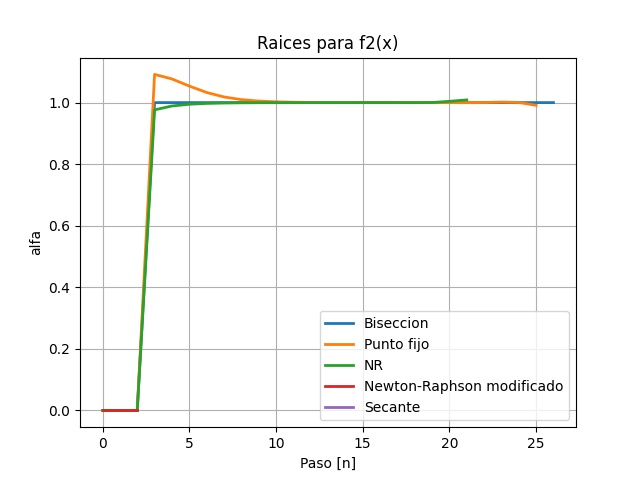 Raices para f2(x)
alfa
1.0
0.8
0.6
0.4
0.2
0.0
Biseccion
Punto fijo
NR
Newton-Raphson modificado
Secante
0 5 10 15 20 25
Paso [n]